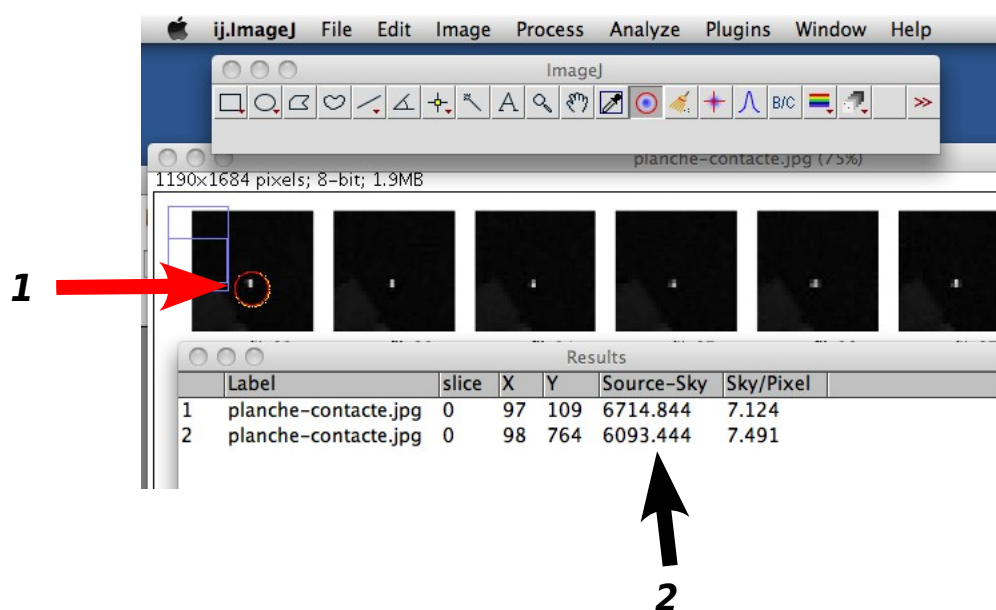 ij.ImageJ File Edit Image Process Analyze Plugins Window Help
ImageJ
A B/C >>
planche-contacte.jpg (75%)
1190x1684 pixels; 8-bit; 1.9MB
1
Results
Label slice X Y Source-Sky Sky/Pixel
1 planche-contacte.jpg 0 97 109 6714.844 7.124
2 planche-contacte.jpg 0 98 764 6093.444 7.491
2